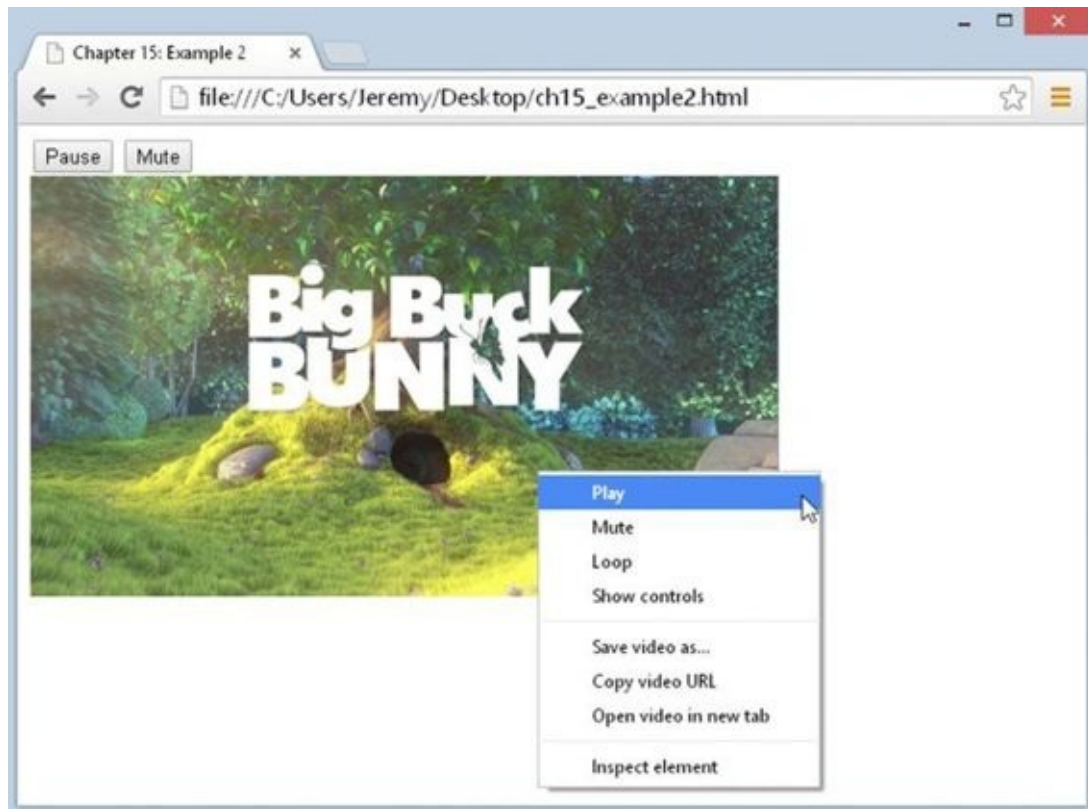 Chapter 15: Example 2
file:///C:/Users/Jeremy/Desktop/ch15_example2.html
Pause Mute
Big Buck
BUNNY
Play
Mute
Loop
Show controls
Save video as...
Copy video URL
Open video in new tab
Inspect element